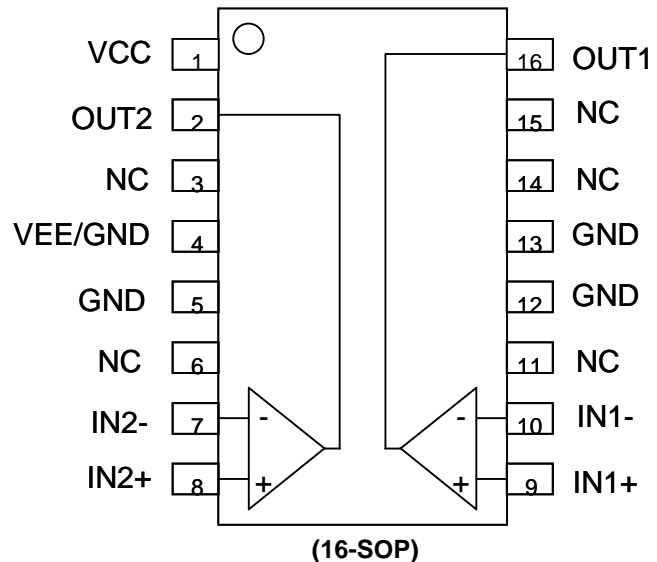 VCC 1 16 OUT1
OUT2 2 15 NC
NC 3 14 NC
VEE/GND 4 13 GND
GND 5 12 GND
NC 6 11 NC
IN2- 7 - - 10 IN1-
IN2+ 8 + + 9 IN1+
(16-SOP)